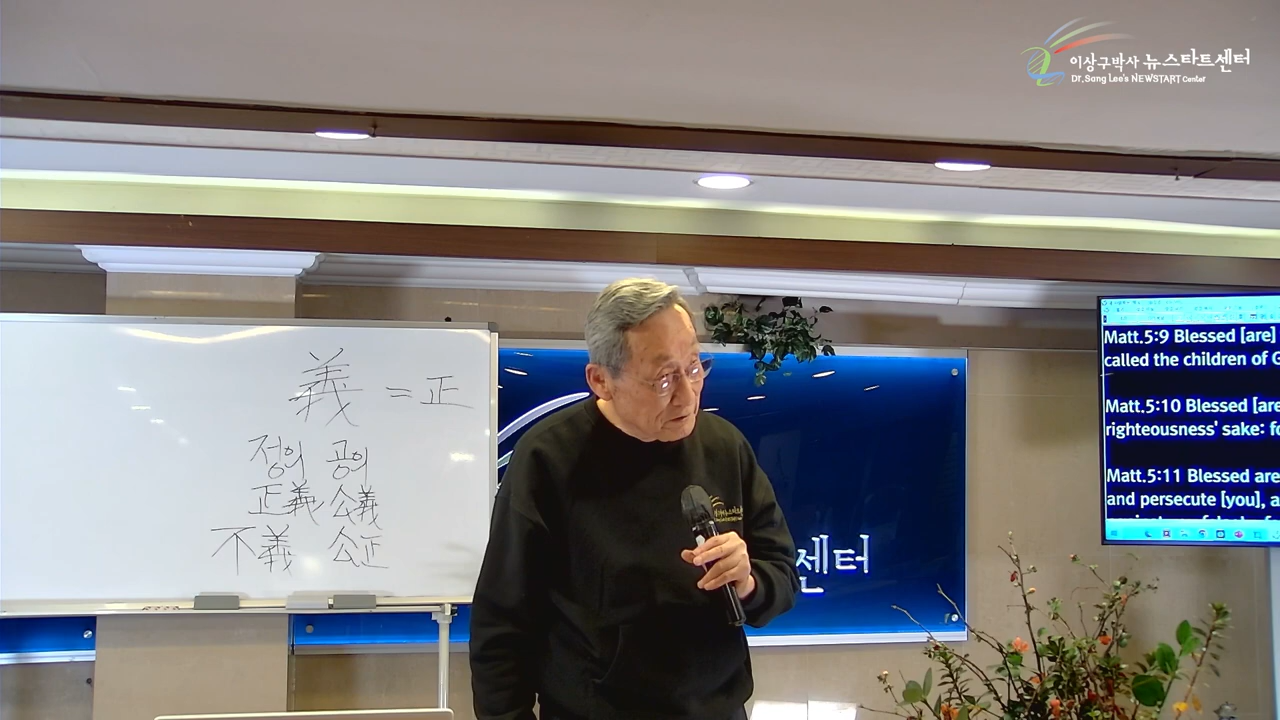 이상구박사 뉴스타트센터
Dr. Sang Lee's NEWSTART Center
義 = 正
정의 공의
正義 公義
不義 公正
센터
Matt.5:9 Blessed [are]
called the children of G
Matt.5:10 Blessed [are
righteousness' sake: fo
Matt.5:11 Blessed are
and persecute [you], a